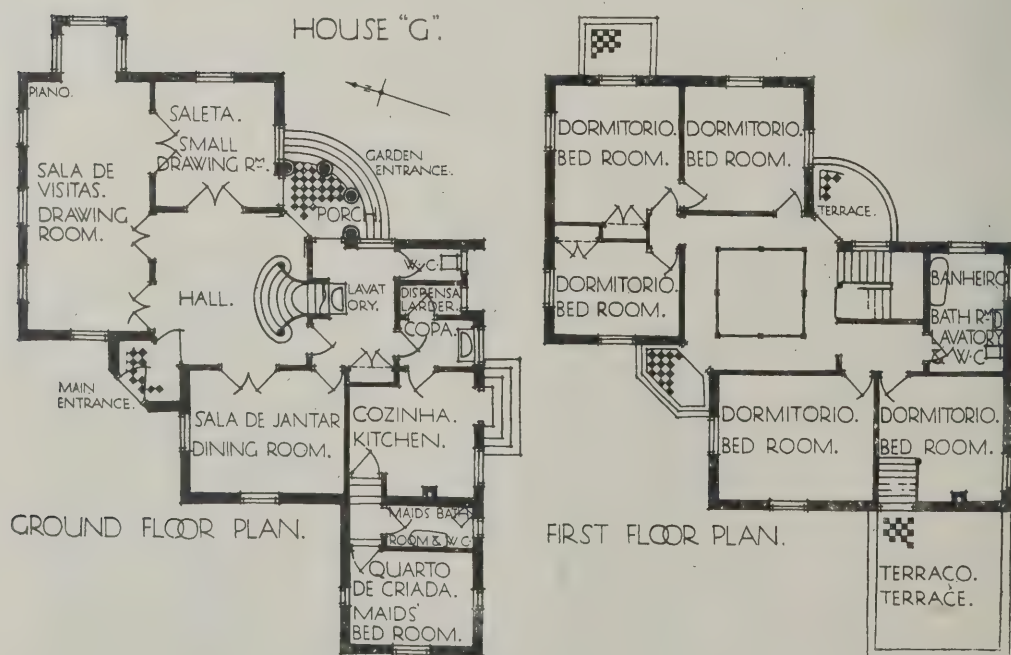 HOUSE "G".
N
PIANO.
SALETA.
SMALL
DRAWING RM.
SALA DE
VISITAS.
DRAWING
ROOM.
GARDEN
ENTRANCE.
PORCH.
HALL.
LAVAT
ORY.
W.C.
DISPENSA
LARDER.
COPA.
MAIN
ENTRANCE.
SALA DE JANTAR
DINING ROOM.
COZINHA.
KITCHEN.
MAIDS BATH
ROOM & W.C.
QUARTO
DE CRIADA.
MAIDS'
BED ROOM.
GROUND FLOOR PLAN.
DORMITORIO.
BED ROOM.
DORMITORIO.
BED ROOM.
TERRACE.
DORMITORIO.
BED ROOM.
BANHEIRO
BATH RM
LAVATORY
& W.C
DORMITORIO.
BED ROOM.
DORMITORIO.
BED ROOM.
TERRACO.
TERRACE.
FIRST FLOOR PLAN.